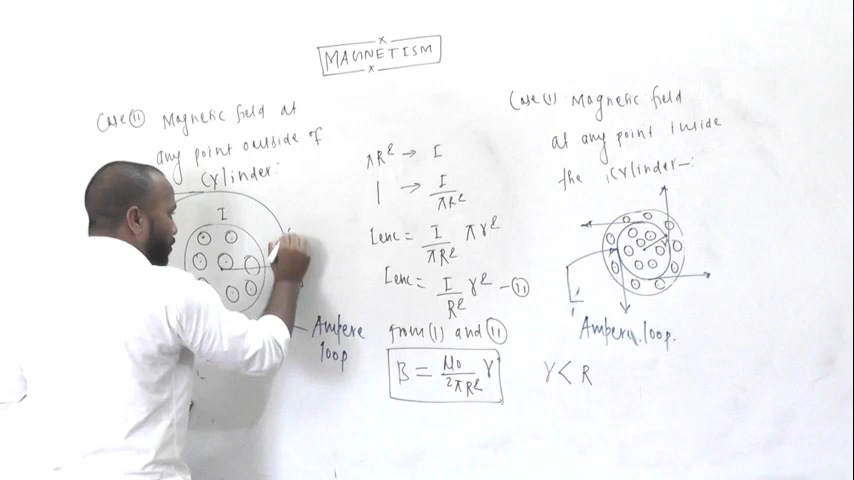 MAGNETISM
Case (II) Magnetic field at
any point outside of
Cylinder:
I
Ampere
loop
πR² → I
1 → I/πR²
Ienc = I/πR² πr²
Ienc = I/R² r² - (II)
from (1) and (II)
B = μ₀/2πR² r
r < R
Case (1) Magnetic field
at any point inside
the cylinder -:
Ampere loop.